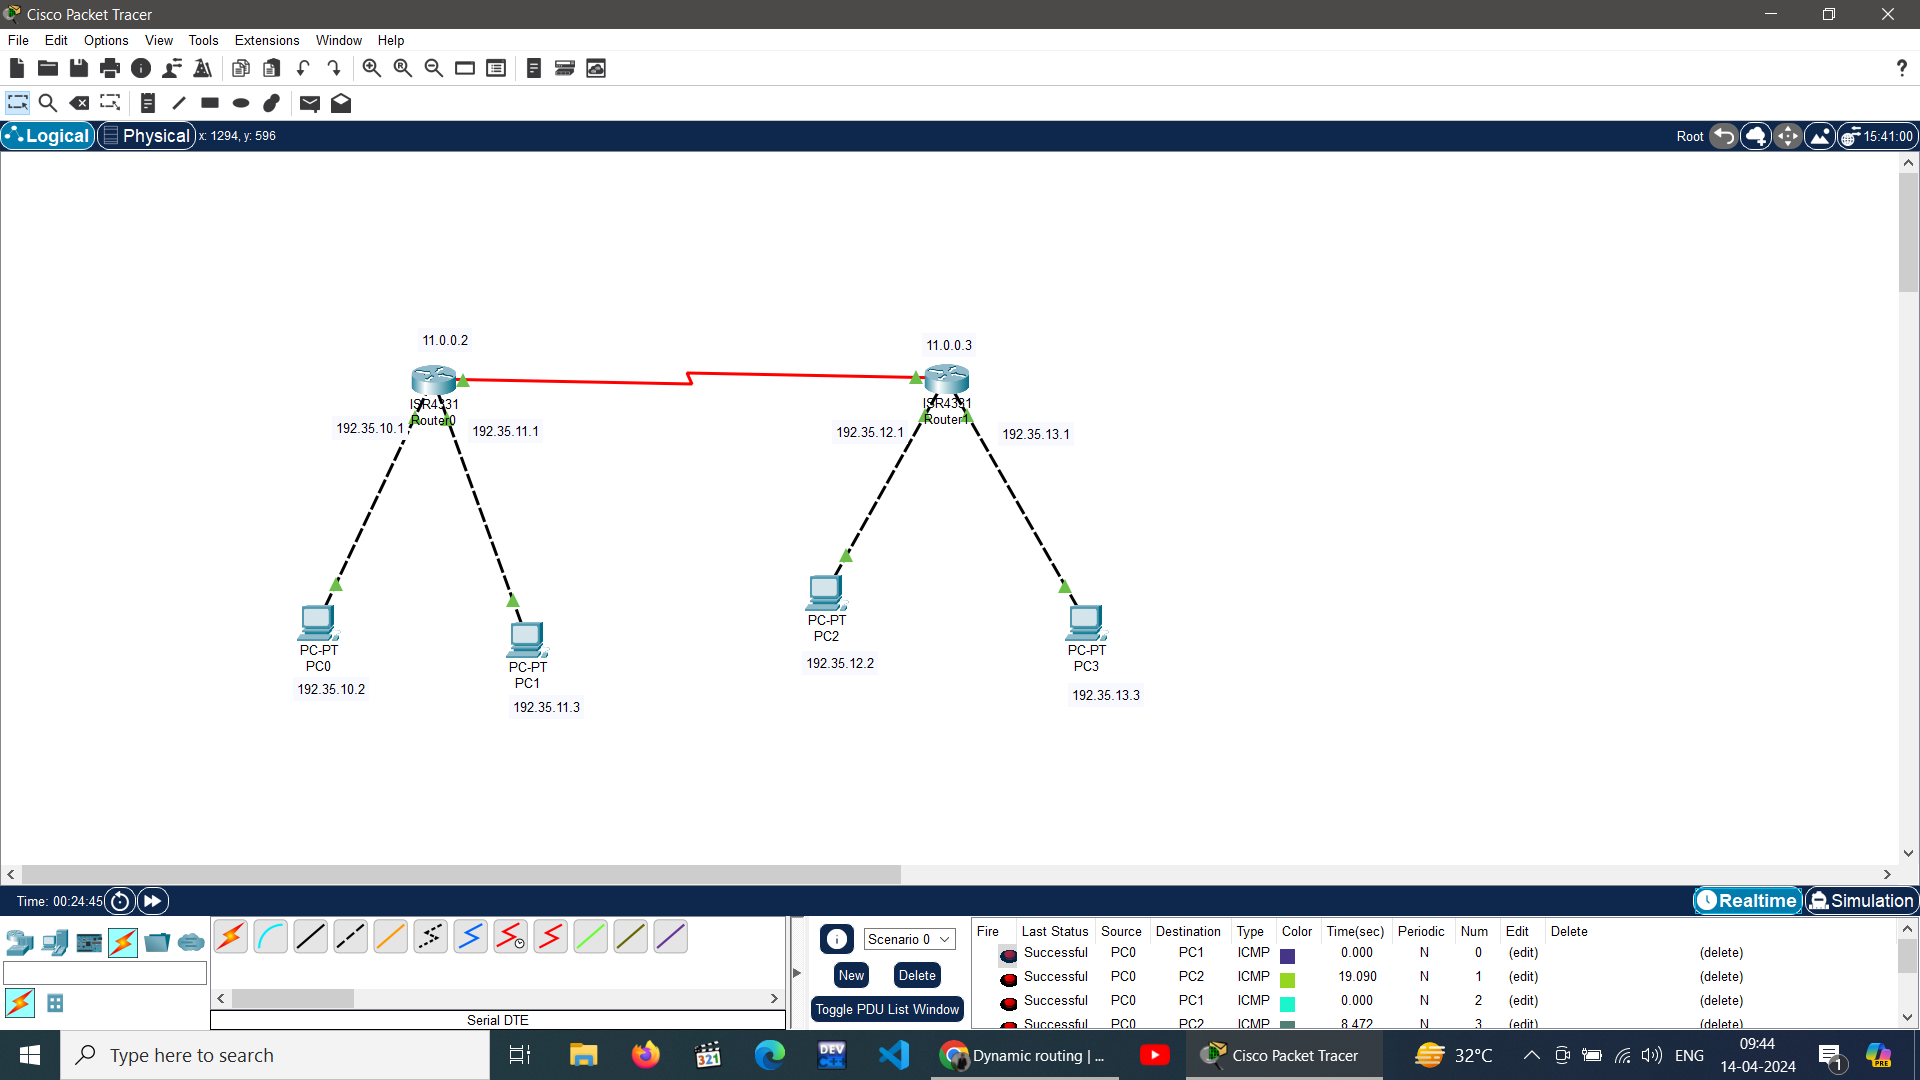 Cisco Packet Tracer
File Edit Options View Tools Extensions Window Help
?
Logical Physical x: 1294, y: 596 Root 15:41:00
11.0.0.2
11.0.0.3
ISR4331
Router0
ISR4331
Router1
192.35.10.1
192.35.11.1
192.35.12.1
192.35.13.1
PC-PT
PC0
192.35.10.2
PC-PT
PC1
192.35.11.3
PC-PT
PC2
192.35.12.2
PC-PT
PC3
192.35.13.3
Time: 00:24:45 Realtime Simulation
Scenario 0
New Delete
Toggle PDU List Window
Serial DTE
Fire Last Status Source Destination Type Color Time(sec) Periodic Num Edit Delete
Successful PC0 PC1 ICMP 0.000 N 0 (edit) (delete)
Successful PC0 PC2 ICMP 19.090 N 1 (edit) (delete)
Successful PC0 PC1 ICMP 0.000 N 2 (edit) (delete)
Successful PC0 PC2 ICMP 8.472 N 3 (edit) (delete)
Type here to search
321
DEV C++
Dynamic routing | ...
Cisco Packet Tracer
32°C
ENG
09:44
14-04-2024
1
PRE